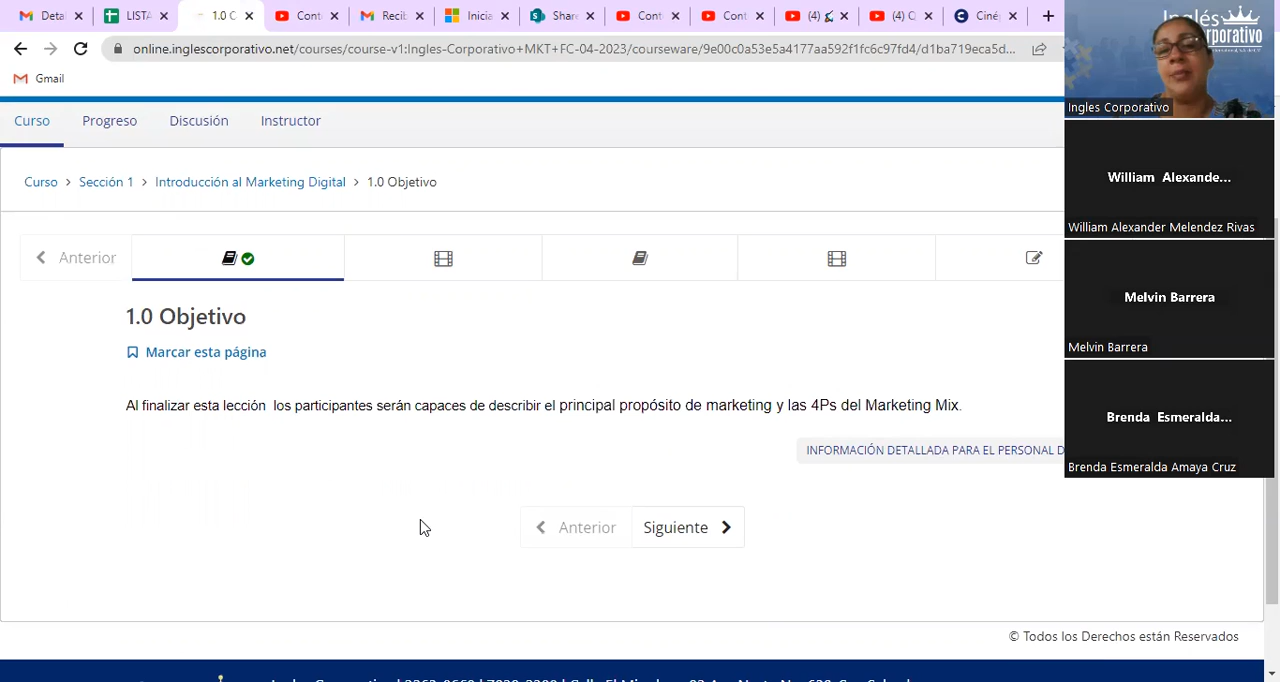 Detal
LISTA
1.0 C
Cont
Recib
Inicia
Share
Cont
Cont
(4)
(4) Q
Ciné
online.inglescorporativo.net/courses/course-v1:Ingles-Corporativo+MKT+FC-04-2023/courseware/9e00c0a53e5a4177aa592f1fc6c97fd4/d1ba719eca5d...
Gmail
Inglés
rporativo
Ingles Corporativo
Curso Progreso Discusión Instructor
William Alexande...
William Alexander Melendez Rivas
Curso > Sección 1 > Introducción al Marketing Digital > 1.0 Objetivo
Anterior
Melvin Barrera
Melvin Barrera
1.0 Objetivo
Marcar esta página
Al finalizar esta lección los participantes serán capaces de describir el principal propósito de marketing y las 4Ps del Marketing Mix.
Brenda Esmeralda...
Brenda Esmeralda Amaya Cruz
INFORMACIÓN DETALLADA PARA EL PERSONAL D
Anterior Siguiente
© Todos los Derechos están Reservados